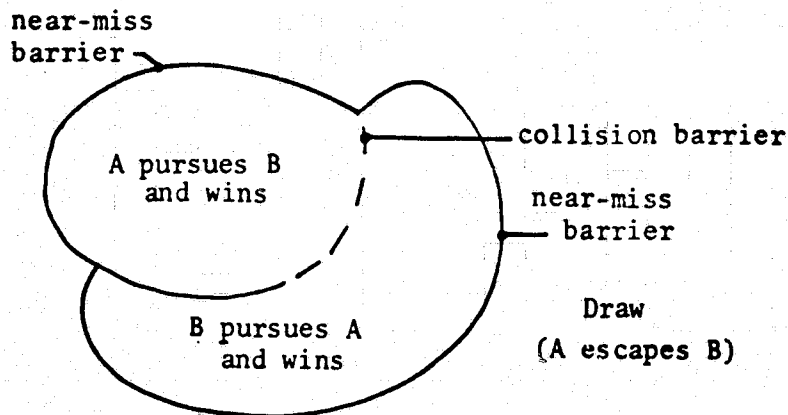 near-miss
barrier
collision barrier
A pursues B
and wins
near-miss
barrier
B pursues A
and wins
Draw
(A escapes B)